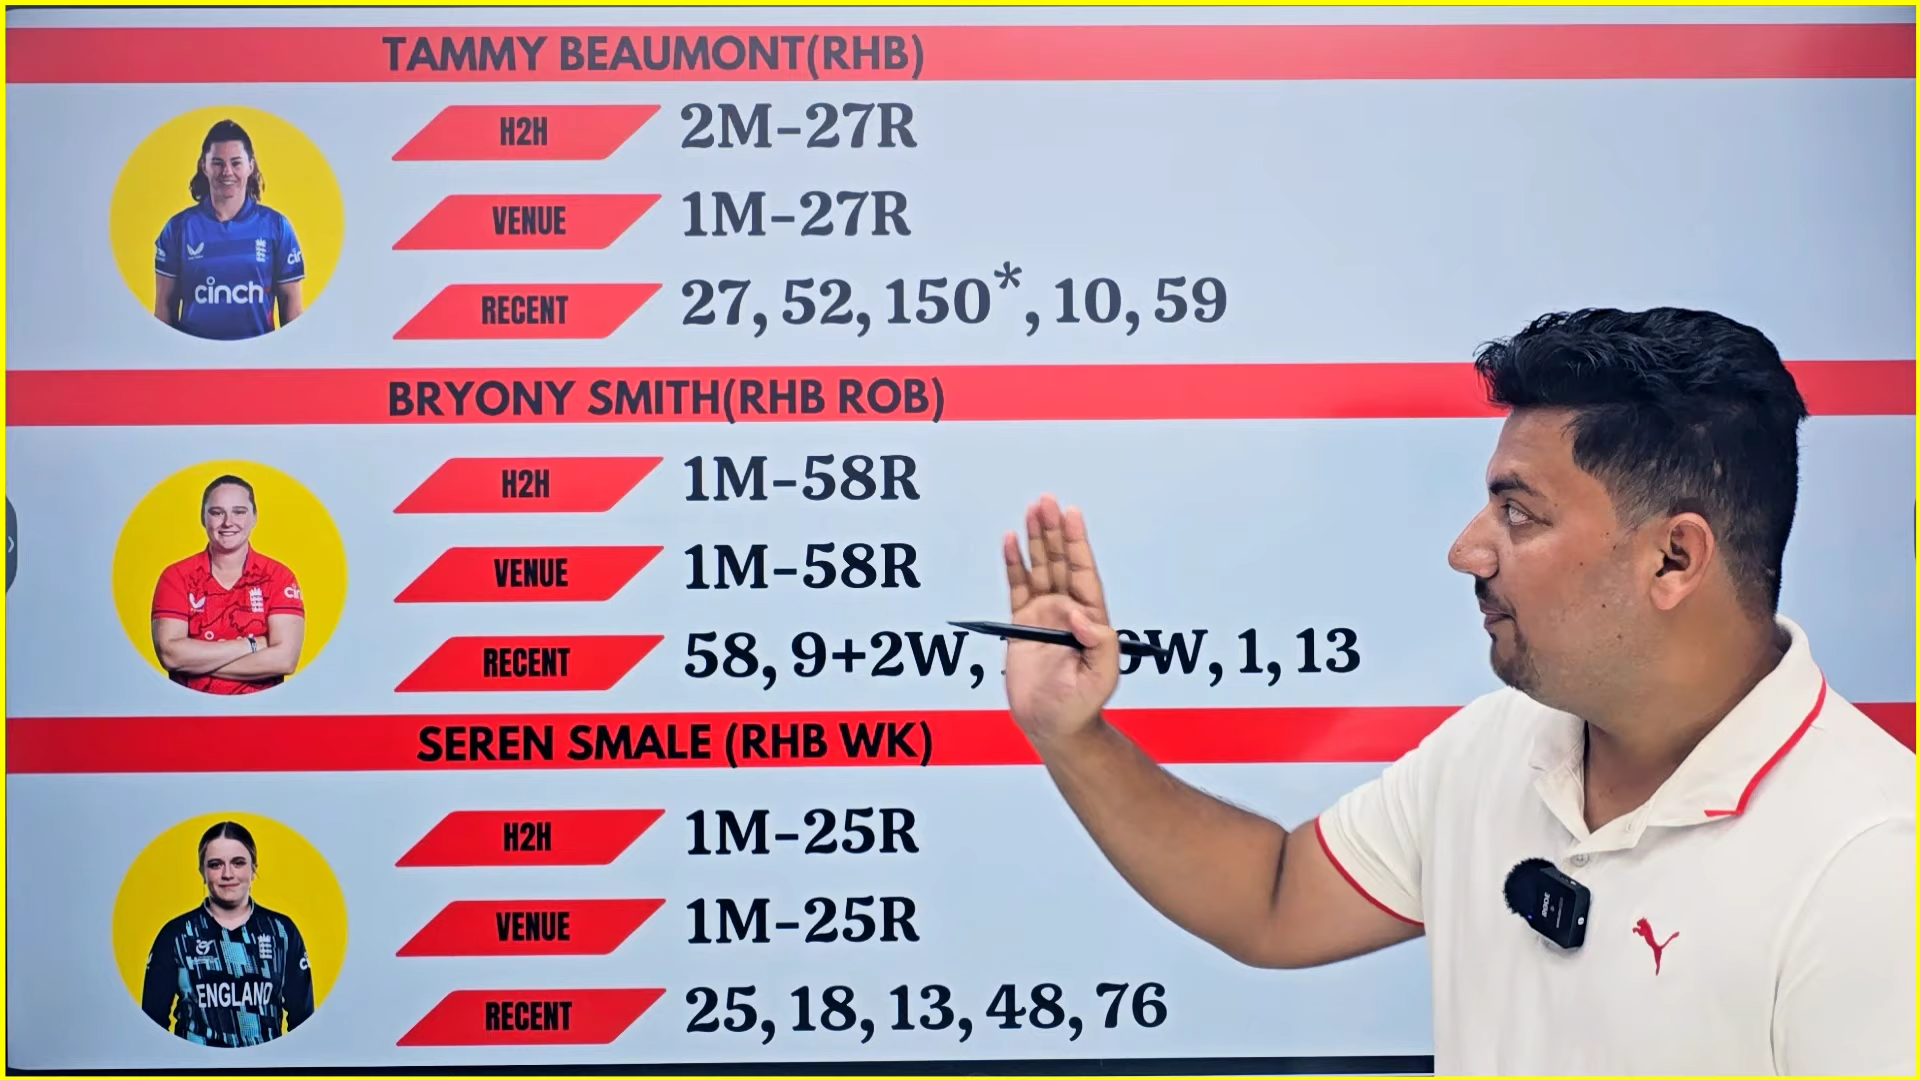 TAMMY BEAUMONT(RHB)
H2H 2M-27R
VENUE 1M-27R
cinch
RECENT 27, 52, 150*, 10, 59
BRYONY SMITH(RHB ROB)
H2H 1M-58R
VENUE 1M-58R
RECENT 58, 9+2W, W, 1, 13
SEREN SMALE (RHB WK)
H2H 1M-25R
VENUE 1M-25R
ENGLAND
RECENT 25, 18, 13, 48, 76